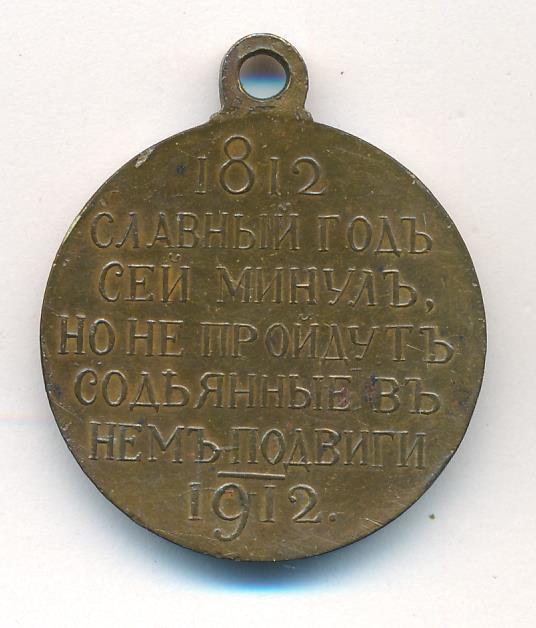 1812
СЛАВНЫЙ ГОДЪ
СЕЙ МИНУЛЪ,
НО НЕ ПРОЙДУТЪ
СОДѢЯННЫЕ ВЪ
НЕМЪ-ПОДВИГИ
1912.